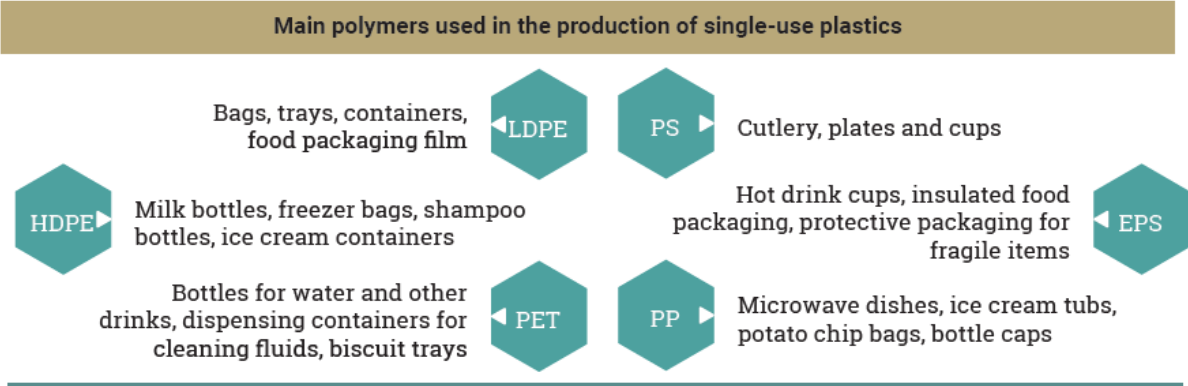 Main polymers used in the production of single-use plastics
Bags, trays, containers,
food packaging film
LDPE
PS
Cutlery, plates and cups
HDPE
Milk bottles, freezer bags, shampoo
bottles, ice cream containers
Hot drink cups, insulated food
packaging, protective packaging for
fragile items
EPS
Bottles for water and other
drinks, dispensing containers for
cleaning fluids, biscuit trays
PET
PP
Microwave dishes, ice cream tubs,
potato chip bags, bottle caps